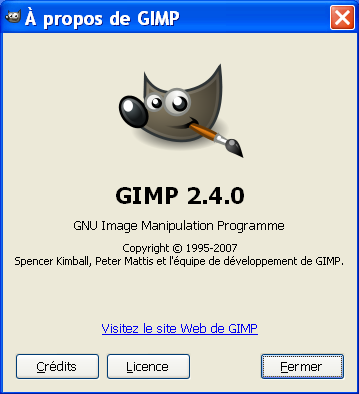 À propos de GIMP
GIMP 2.4.0
GNU Image Manipulation Programme
Copyright © 1995-2007
Spencer Kimball, Peter Mattis et l'équipe de développement de GIMP.
Visitez le site Web de GIMP
Crédits
Licence
Fermer